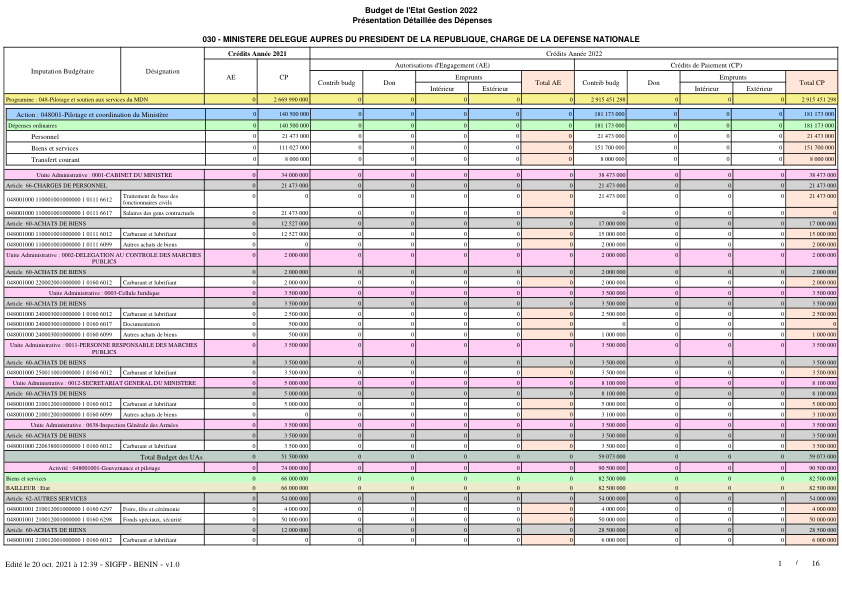 Budget de l'Etat Gestion 2022
Présentation Détaillée des Dépenses
030 - MINISTERE DELEGUE AUPRES DU PRESIDENT DE LA REPUBLIQUE, CHARGE DE LA DEFENSE NATIONALE
Imputation Budgétaire Désignation Crédits Année 2021 Crédits Année 2022
Autorisations d'Engagement (AE) Crédits de Paiement (CP)
AE CP Contrib budg Don Emprunts Total AE Contrib budg Don Emprunts Total CP
Intérieur Extérieur Intérieur Extérieur
Programme : 048-Pilotage et soutien aux services du MDN 0 2 669 990 000 0 0 0 0 0 2 915 451 298 0 0 0 2 915 451 298
Action : 048001-Pilotage et coordination du Ministère 0 140 500 000 0 0 0 0 0 181 173 000 0 0 0 181 173 000
Dépenses ordinaires 0 140 500 000 0 0 0 0 0 181 173 000 0 0 0 181 173 000
Personnel 0 21 473 000 0 0 0 0 0 21 473 000 0 0 0 21 473 000
Biens et services 0 111 027 000 0 0 0 0 0 151 700 000 0 0 0 151 700 000
Transfert courant 0 8 000 000 0 0 0 0 0 8 000 000 0 0 0 8 000 000
Unite Administrative : 0001-CABINET DU MINISTRE 0 34 000 000 0 0 0 0 0 38 473 000 0 0 0 38 473 000
Article 66-CHARGES DE PERSONNEL 0 21 473 000 0 0 0 0 0 21 473 000 0 0 0 21 473 000
048001000 110001001000000 1 0111 6612 Traitement de base des fonctionnaires civils 0 0 0 0 0 0 0 21 473 000 0 0 0 21 473 000
048001000 110001001000000 1 0111 6617 Salaires des gens contractuels 0 21 473 000 0 0 0 0 0 0 0 0 0 0
Article 60-ACHATS DE BIENS 0 12 527 000 0 0 0 0 0 17 000 000 0 0 0 17 000 000
048001000 110001001000000 1 0111 6012 Carburant et lubrifiant 0 12 527 000 0 0 0 0 0 15 000 000 0 0 0 15 000 000
048001000 110001001000000 1 0111 6099 Autres achats de biens 0 0 0 0 0 0 0 2 000 000 0 0 0 2 000 000
Unite Administrative : 0002-DELEGATION AU CONTROLE DES MARCHES PUBLICS 0 2 000 000 0 0 0 0 0 2 000 000 0 0 0 2 000 000
Article 60-ACHATS DE BIENS 0 2 000 000 0 0 0 0 0 2 000 000 0 0 0 2 000 000
048001000 220002001000000 1 0160 6012 Carburant et lubrifiant 0 2 000 000 0 0 0 0 0 2 000 000 0 0 0 2 000 000
Unite Administrative : 0003-Cellule Juridique 0 3 500 000 0 0 0 0 0 3 500 000 0 0 0 3 500 000
Article 60-ACHATS DE BIENS 0 3 500 000 0 0 0 0 0 3 500 000 0 0 0 3 500 000
048001000 240003001000000 1 0160 6012 Carburant et lubrifiant 0 2 500 000 0 0 0 0 0 2 500 000 0 0 0 2 500 000
048001000 240003001000000 1 0160 6017 Documentation 0 500 000 0 0 0 0 0 0 0 0 0 0
048001000 240003001000000 1 0160 6099 Autres achats de biens 0 500 000 0 0 0 0 0 1 000 000 0 0 0 1 000 000
Unite Administrative : 0011-PERSONNE RESPONSABLE DES MARCHES PUBLICS 0 3 500 000 0 0 0 0 0 3 500 000 0 0 0 3 500 000
Article 60-ACHATS DE BIENS 0 3 500 000 0 0 0 0 0 3 500 000 0 0 0 3 500 000
048001000 250011001000000 1 0160 6012 Carburant et lubrifiant 0 3 500 000 0 0 0 0 0 3 500 000 0 0 0 3 500 000
Unite Administrative : 0012-SECRETARIAT GENERAL DU MINISTERE 0 5 000 000 0 0 0 0 0 8 100 000 0 0 0 8 100 000
Article 60-ACHATS DE BIENS 0 5 000 000 0 0 0 0 0 8 100 000 0 0 0 8 100 000
048001000 210012001000000 1 0160 6012 Carburant et lubrifiant 0 5 000 000 0 0 0 0 0 5 000 000 0 0 0 5 000 000
048001000 210012001000000 1 0160 6099 Autres achats de biens 0 0 0 0 0 0 0 3 100 000 0 0 0 3 100 000
Unite Administrative : 0638-Inspection Générale des Armées 0 3 500 000 0 0 0 0 0 3 500 000 0 0 0 3 500 000
Article 60-ACHATS DE BIENS 0 3 500 000 0 0 0 0 0 3 500 000 0 0 0 3 500 000
048001000 220638001000000 1 0160 6012 Carburant et lubrifiant 0 3 500 000 0 0 0 0 0 3 500 000 0 0 0 3 500 000
Total Budget des UAs 0 51 500 000 0 0 0 0 0 59 073 000 0 0 0 59 073 000
Activité : 048001001-Gouvernance et pilotage 0 74 000 000 0 0 0 0 0 90 500 000 0 0 0 90 500 000
Biens et services 0 66 000 000 0 0 0 0 0 82 500 000 0 0 0 82 500 000
BAILLEUR : Etat 0 66 000 000 0 0 0 0 0 82 500 000 0 0 0 82 500 000
Article 62-AUTRES SERVICES 0 54 000 000 0 0 0 0 0 54 000 000 0 0 0 54 000 000
048001001 210012001000000 1 0160 6297 Foire, fête et cérémonie 0 4 000 000 0 0 0 0 0 4 000 000 0 0 0 4 000 000
048001001 210012001000000 1 0160 6298 Fonds spéciaux, sécurité 0 50 000 000 0 0 0 0 0 50 000 000 0 0 0 50 000 000
Article 60-ACHATS DE BIENS 0 12 000 000 0 0 0 0 0 28 500 000 0 0 0 28 500 000
048001001 210012001000000 1 0160 6012 Carburant et lubrifiant 0 0 0 0 0 0 0 6 000 000 0 0 0 6 000 000
Edité le 20 oct. 2021 à 12:39 - SIGFP - BENIN - v1.0 1 / 16